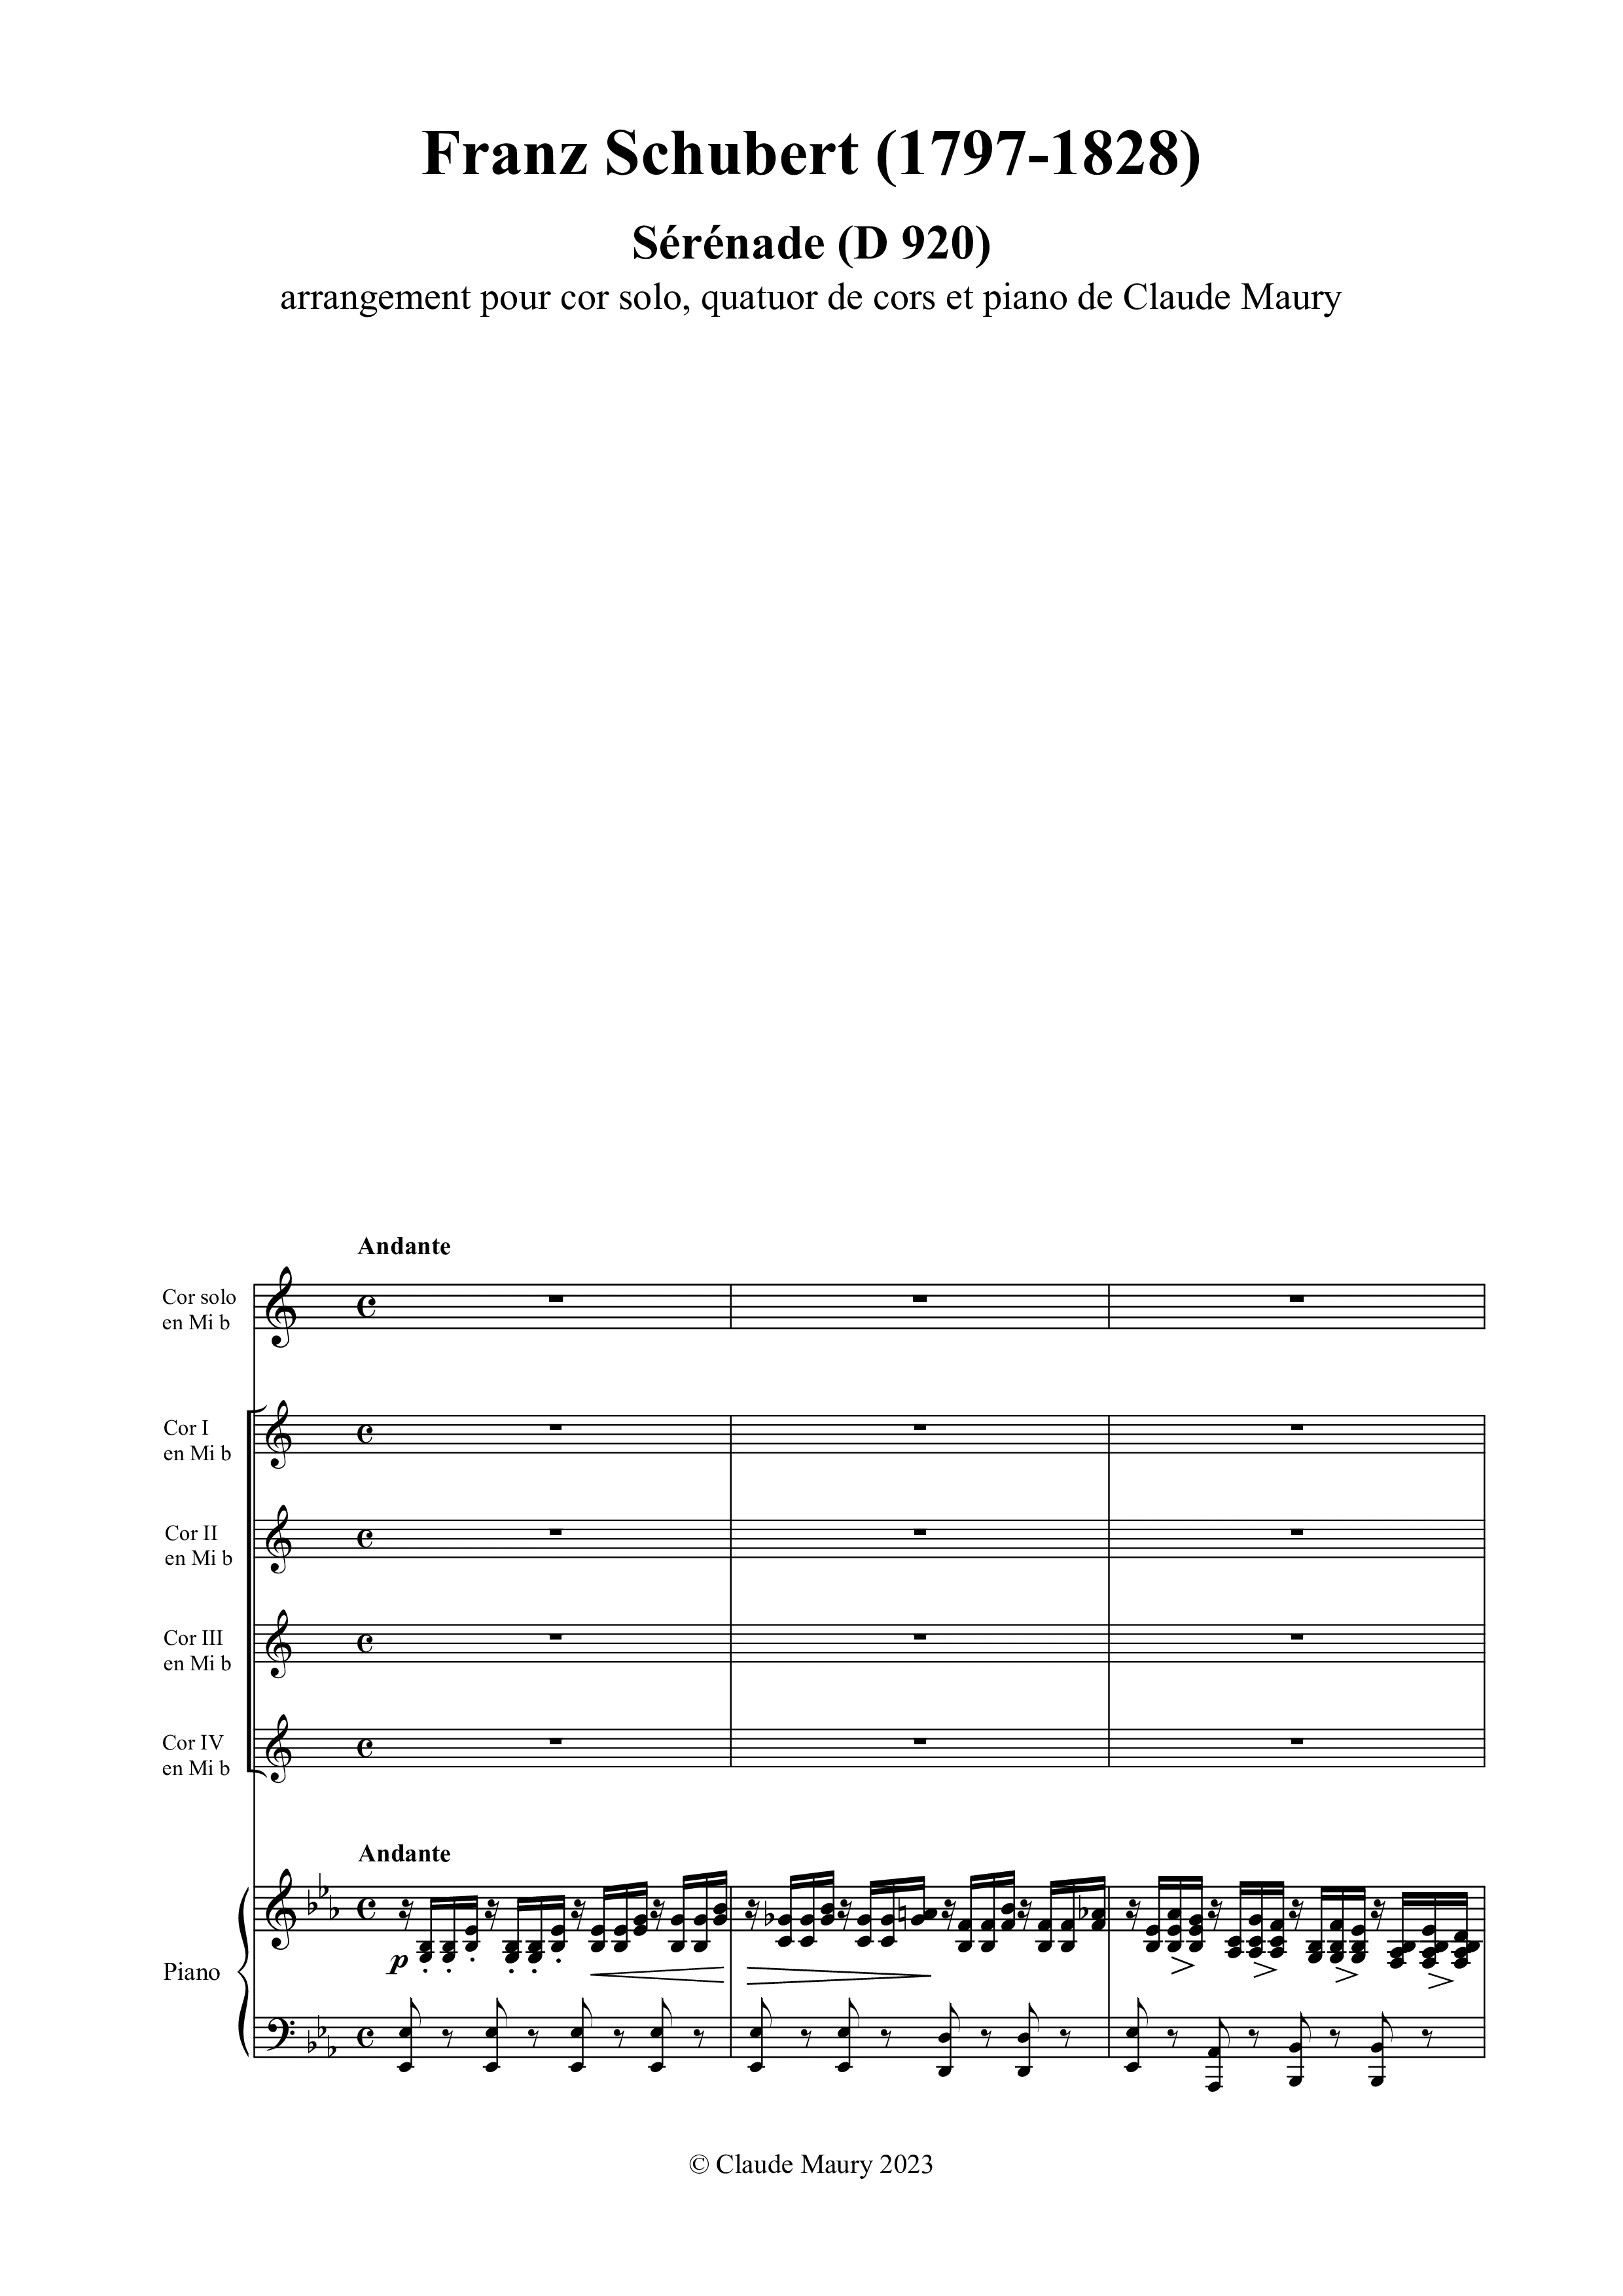 Franz Schubert (1797-1828)
Sérénade (D 920)
arrangement pour cor solo, quatuor de cors et piano de Claude Maury
Andante
Cor solo
en Mi b
Cor I
en Mi b
Cor II
en Mi b
Cor III
en Mi b
Cor IV
en Mi b
Andante
p
Piano
© Claude Maury 2023